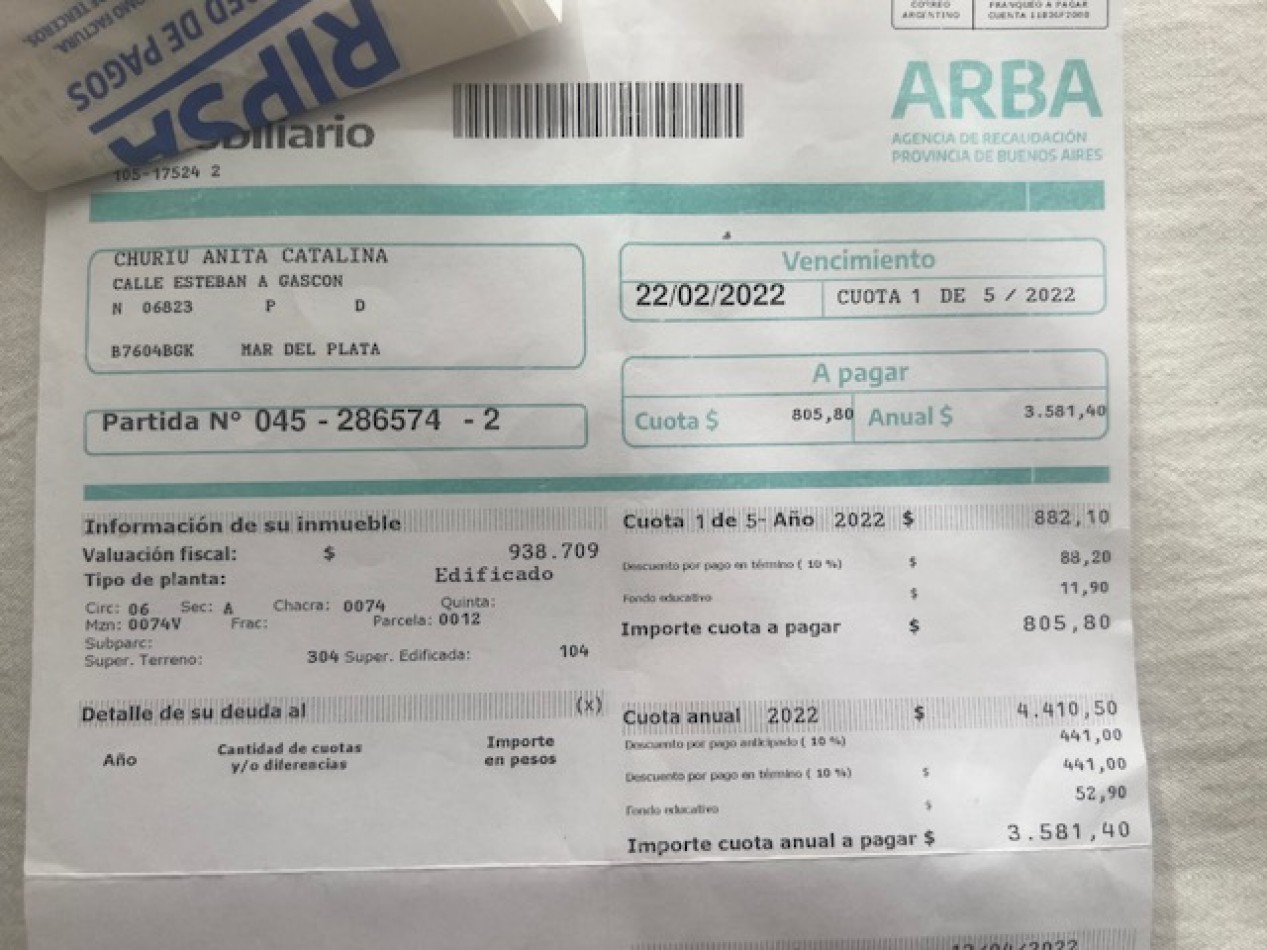 CORREO
ARGENTINO
FRANQUEO A PAGAR
RED DE PAGOS
RIPSA
ARBA
AGENCIA DE RECAUDACIÓN
PROVINCIA DE BUENOS AIRES
105-17524 2
CHURIU ANITA CATALINA
CALLE ESTEBAN A GASCON
N 06823 P D
B7604BGK MAR DEL PLATA
Vencimiento
22/02/2022 CUOTA 1 DE 5 / 2022
A pagar
Cuota $ 805,80 Anual $ 3.581,40
Partida Nº 045 - 286574 - 2
Información de su inmueble
Valuación fiscal: $ 938.709
Tipo de planta: Edificado
Circ: 06 Sec: A Chacra: 0074 Quinta:
Mzn: 0074V Frac: Parcela: 0012
Subparc:
Super. Terreno: 304 Super. Edificada: 104
Detalle de su deuda al (x)
Año Cantidad de cuotas y/o diferencias Importe en pesos
Cuota 1 de 5- Año 2022 $ 882,10
Descuento por pago en término ( 10 %) $ 88,20
Fondo educativo $ 11,90
Importe cuota a pagar $ 805,80
Cuota anual 2022 $ 4.410,50
Descuento por pago anticipado ( 10 %) 441,00
Descuento por pago en término ( 10 %) $ 441,00
Fondo educativo $ 52,90
Importe cuota anual a pagar $ 3.581,40